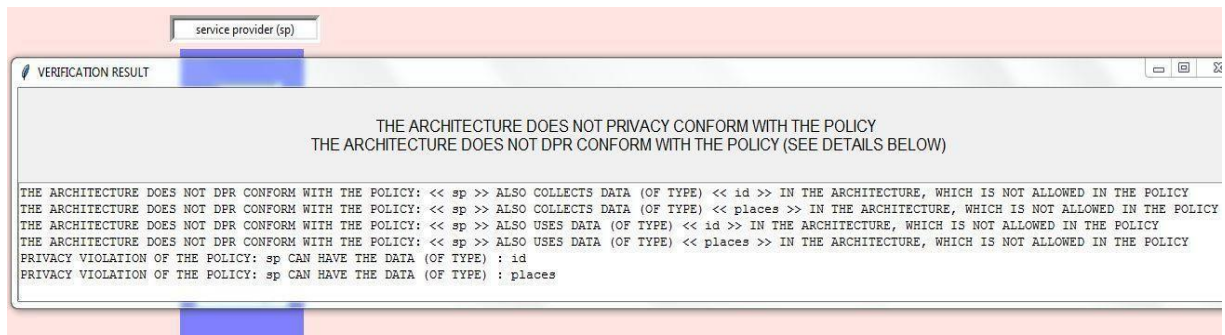 service provider (sp)
VERIFICATION RESULT
THE ARCHITECTURE DOES NOT PRIVACY CONFORM WITH THE POLICY
THE ARCHITECTURE DOES NOT DPR CONFORM WITH THE POLICY (SEE DETAILS BELOW)
THE ARCHITECTURE DOES NOT DPR CONFORM WITH THE POLICY: << sp >> ALSO COLLECTS DATA (OF TYPE) << id >> IN THE ARCHITECTURE, WHICH IS NOT ALLOWED IN THE POLICY
THE ARCHITECTURE DOES NOT DPR CONFORM WITH THE POLICY: << sp >> ALSO COLLECTS DATA (OF TYPE) << places >> IN THE ARCHITECTURE, WHICH IS NOT ALLOWED IN THE POLICY
THE ARCHITECTURE DOES NOT DPR CONFORM WITH THE POLICY: << sp >> ALSO USES DATA (OF TYPE) << id >> IN THE ARCHITECTURE, WHICH IS NOT ALLOWED IN THE POLICY
THE ARCHITECTURE DOES NOT DPR CONFORM WITH THE POLICY: << sp >> ALSO USES DATA (OF TYPE) << places >> IN THE ARCHITECTURE, WHICH IS NOT ALLOWED IN THE POLICY
PRIVACY VIOLATION OF THE POLICY: sp CAN HAVE THE DATA (OF TYPE) : id
PRIVACY VIOLATION OF THE POLICY: sp CAN HAVE THE DATA (OF TYPE) : places